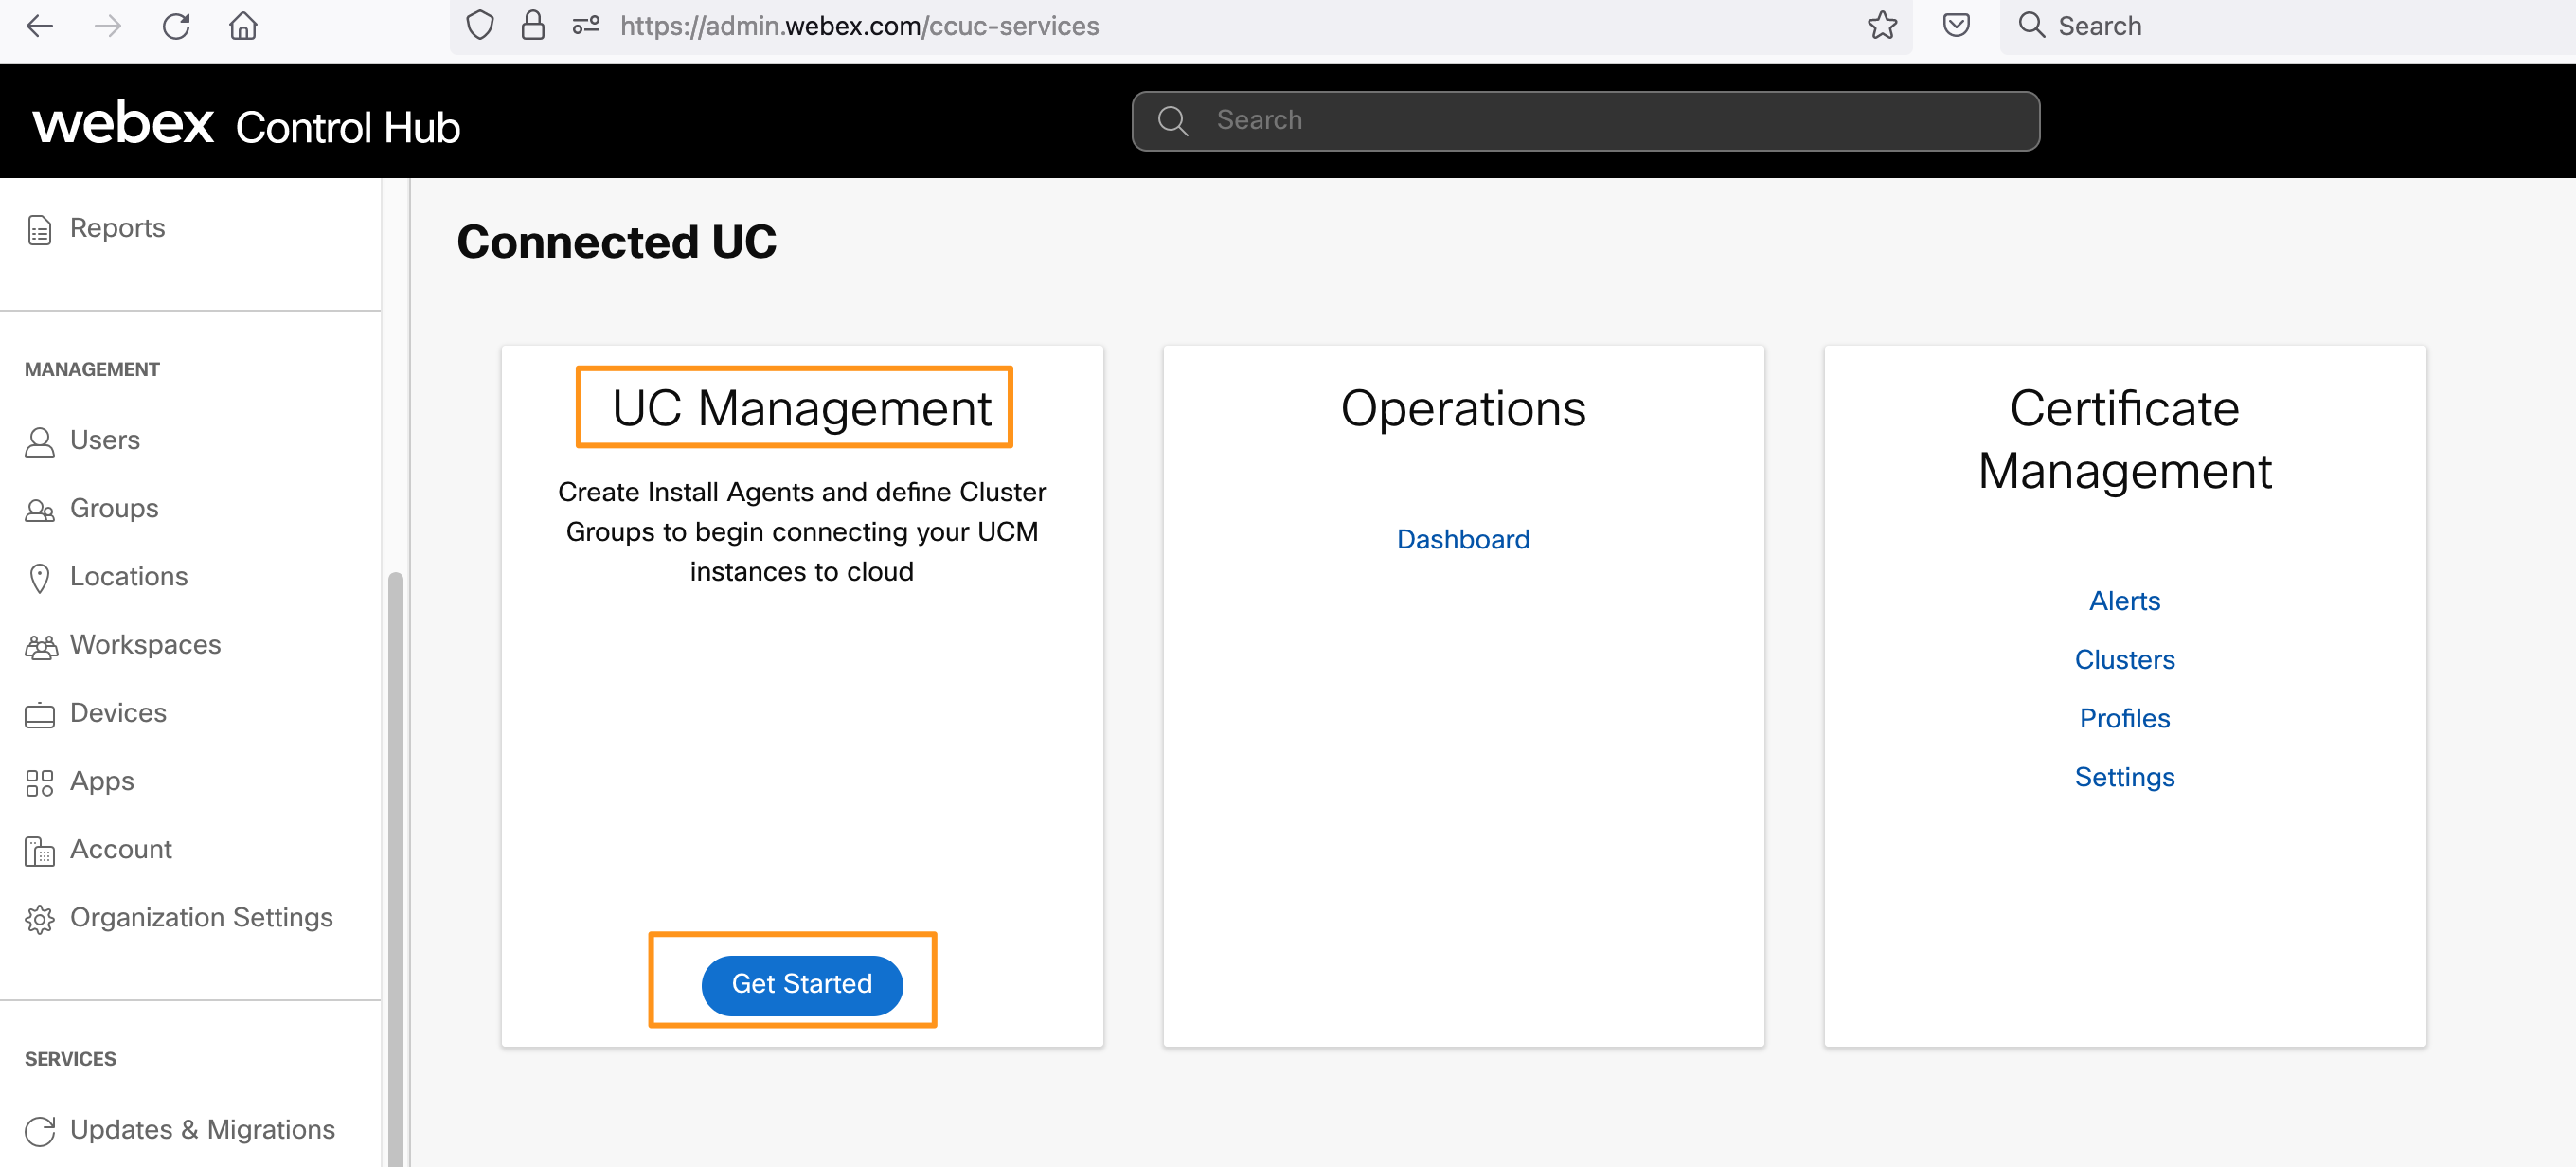 https://admin.webex.com/ccuc-services
Search
webex Control Hub
Search
Reports
MANAGEMENT
Users
Groups
Locations
Workspaces
Devices
Apps
Account
Organization Settings
SERVICES
Updates & Migrations
Connected UC
UC Management
Create Install Agents and define Cluster
Groups to begin connecting your UCM
instances to cloud
Get Started
Operations
Dashboard
Certificate
Management
Alerts
Clusters
Profiles
Settings